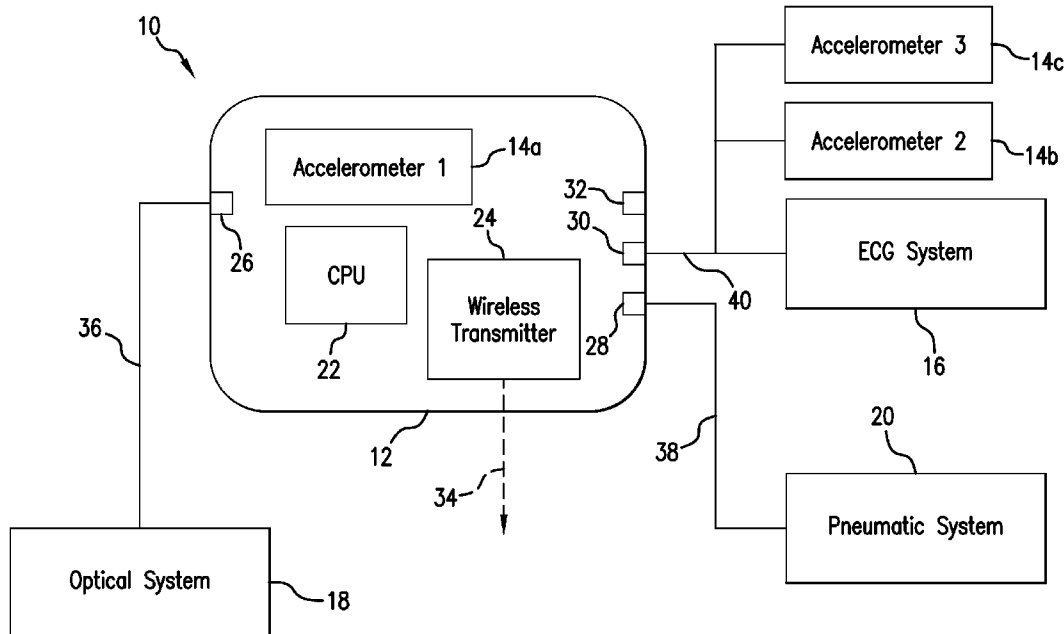 10
Accelerometer 3
14c
Accelerometer 1
14a
Accelerometer 2
14b
32
26
24
30
ECG System
CPU
40
Wireless
Transmitter
36
28
22
16
12
20
38
34
Pneumatic System
Optical System
18